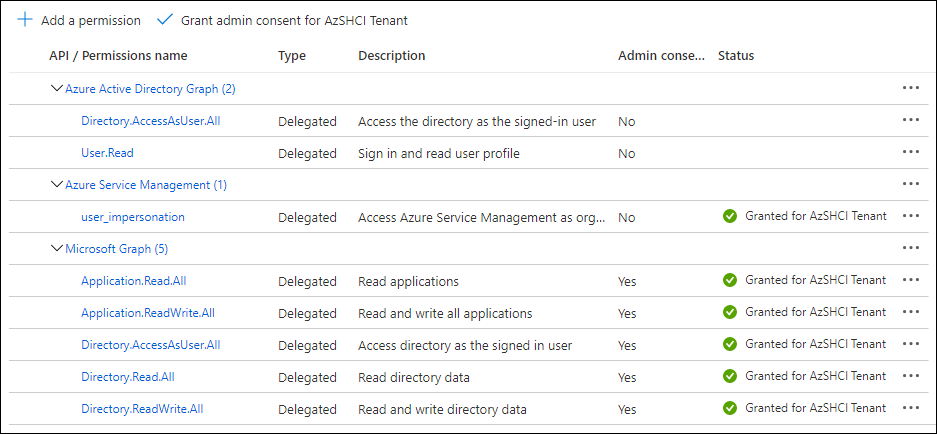 Add a permission Grant admin consent for AzSHCI Tenant
API / Permissions name Type Description Admin conse... Status
Azure Active Directory Graph (2) ...
Directory.AccessAsUser.All Delegated Access the directory as the signed-in user No ...
User.Read Delegated Sign in and read user profile No ...
Azure Service Management (1) ...
user_impersonation Delegated Access Azure Service Management as org... No Granted for AzSHCI Tenant ...
Microsoft Graph (5) ...
Application.Read.All Delegated Read applications Yes Granted for AzSHCI Tenant ...
Application.ReadWrite.All Delegated Read and write all applications Yes Granted for AzSHCI Tenant ...
Directory.AccessAsUser.All Delegated Access directory as the signed in user Yes Granted for AzSHCI Tenant ...
Directory.Read.All Delegated Read directory data Yes Granted for AzSHCI Tenant ...
Directory.ReadWrite.All Delegated Read and write directory data Yes Granted for AzSHCI Tenant ...